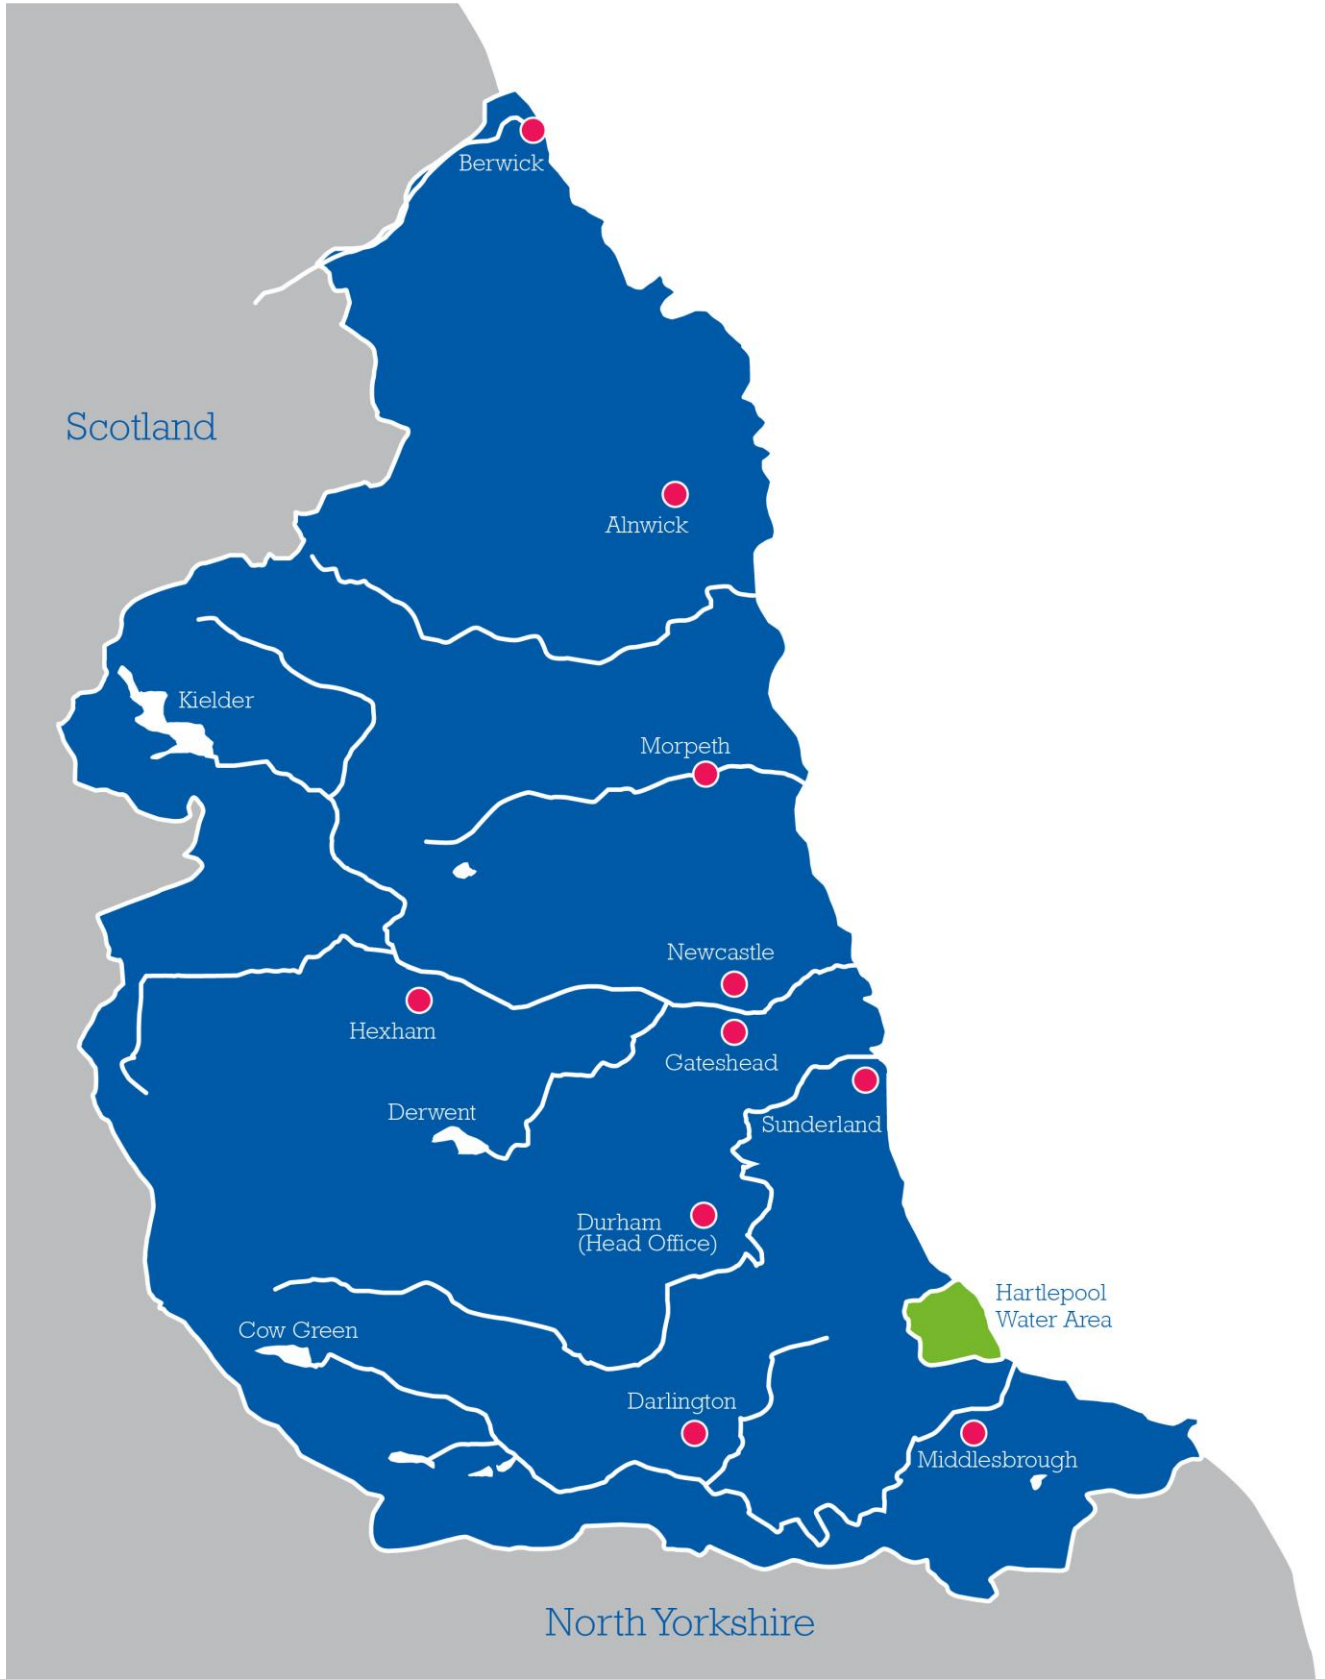 Berwick
Scotland
Alnwick
Kielder
Morpeth
Newcastle
Hexham
Gateshead
Derwent
Sunderland
Durham
(Head Office)
Hartlepool
Water Area
Cow Green
Darlington
Middlesbrough
North Yorkshire